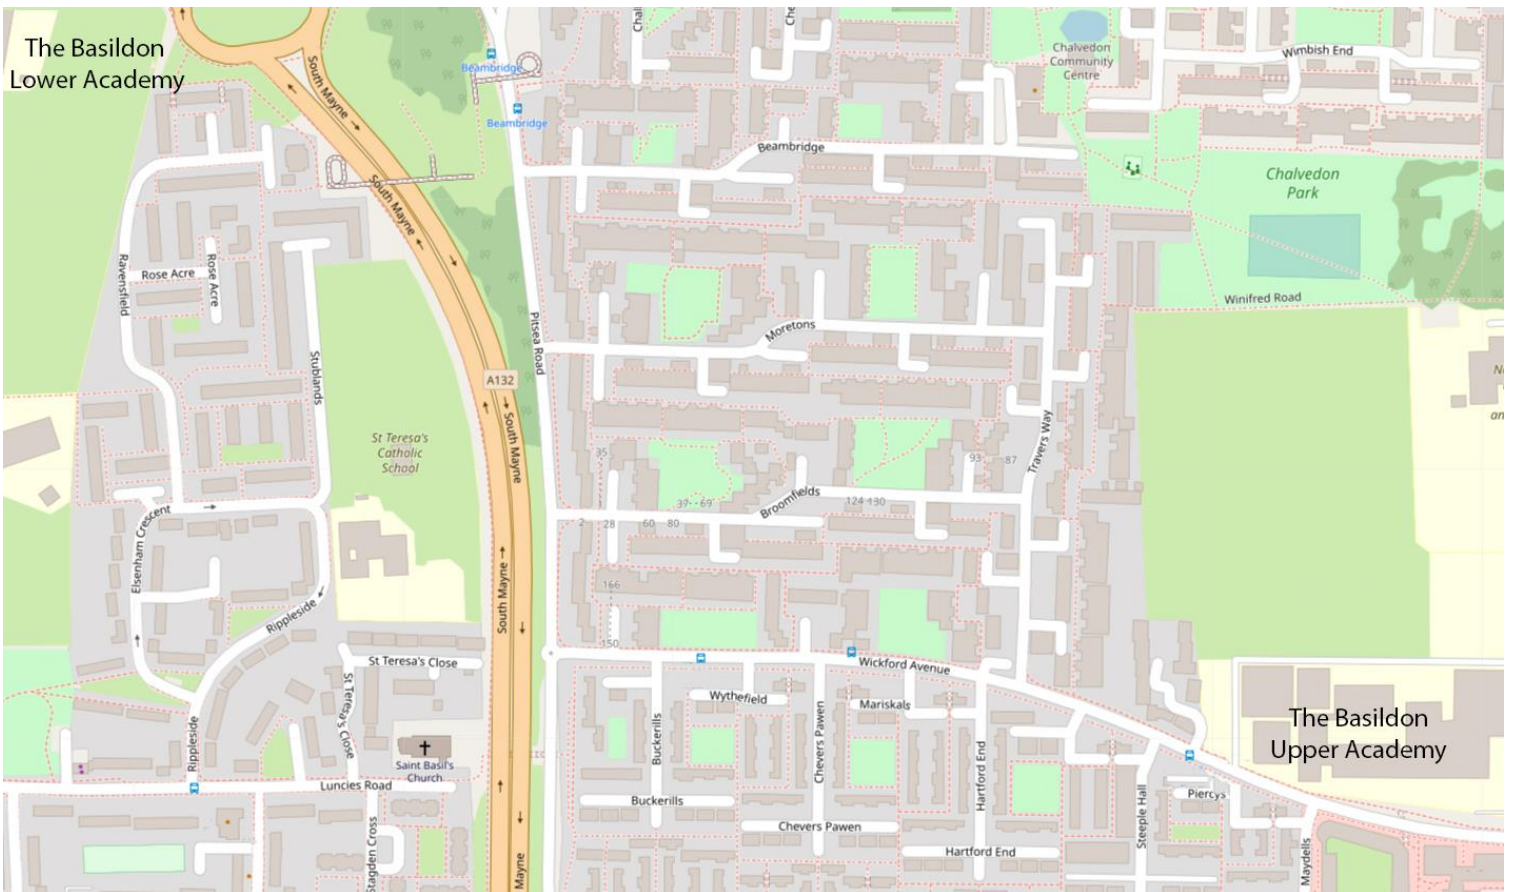 The Basildon
Lower Academy
South Mayne
South Mayne
Beambridge
Beambridge
Beambridge
Chalvedon
Community
Centre
Wimbish End
Chalvedon
Park
Winifred Road
Ravensfield
Rose Acre
Rose Acre
Stublands
Pitsea Road
Moretons
A132
South Mayne
St Teresa's
Catholic
School
Travers Way
35
93
87
37 - 69
Broomfields
124-130
2
28
60
80
Elsenham Crescent
Rippleside
South Mayne
166
150
St Teresa's Close
St Teresa's Close
Wickford Avenue
Wythefield
Mariskals
Buckerills
Chevers Pawen
Hartford End
The Basildon
Upper Academy
Rippleside
Saint Basil's
Church
Luncies Road
Buckerills
Chevers Pawen
Hartford End
Steeple Hall
Piercys
Maydells
Stagden Cross
Mayne